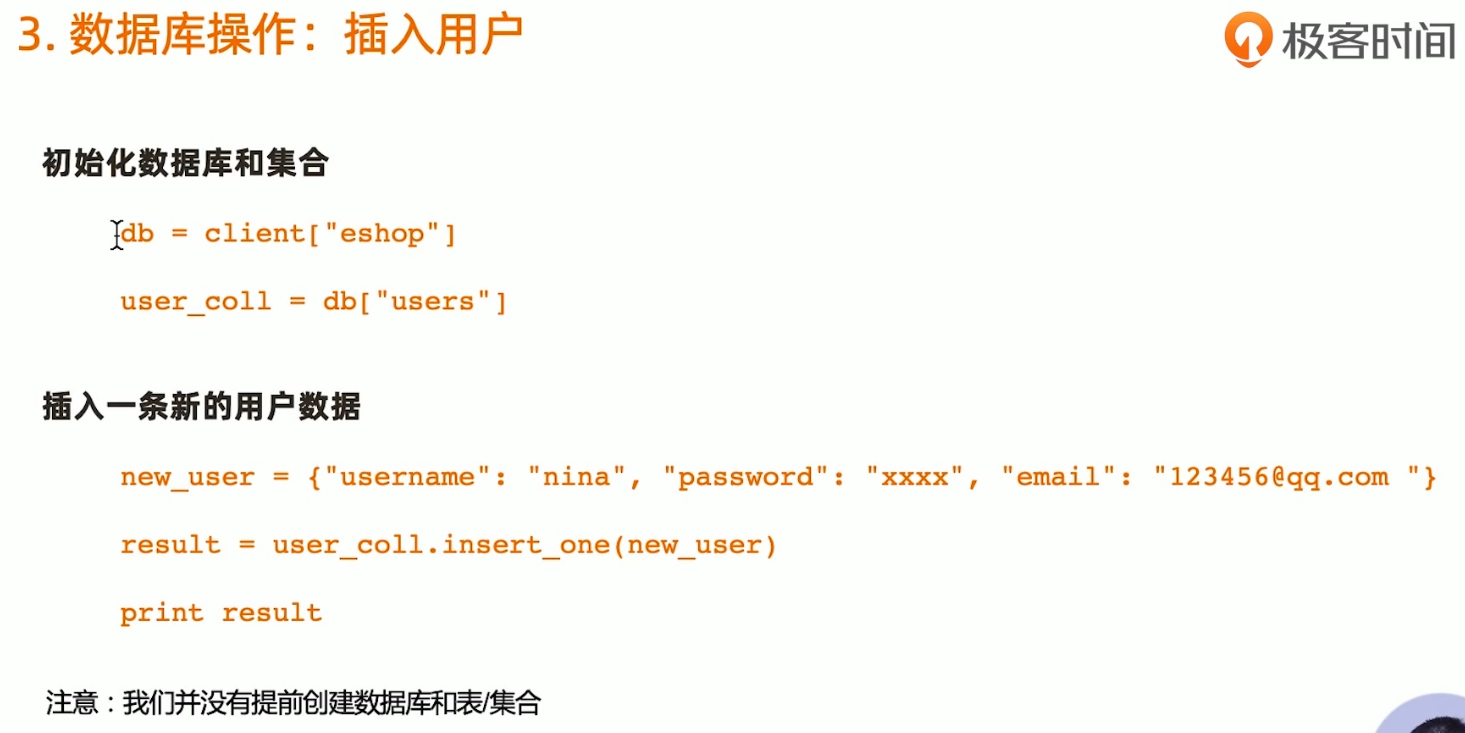 3. 数据库操作：插入用户
极客时间
初始化数据库和集合
db = client["eshop"]
user_coll = db["users"]
插入一条新的用户数据
new_user = {"username": "nina", "password": "xxxx", "email": "123456@qq.com "}
result = user_coll.insert_one(new_user)
print result
注意：我们并没有提前创建数据库和表/集合